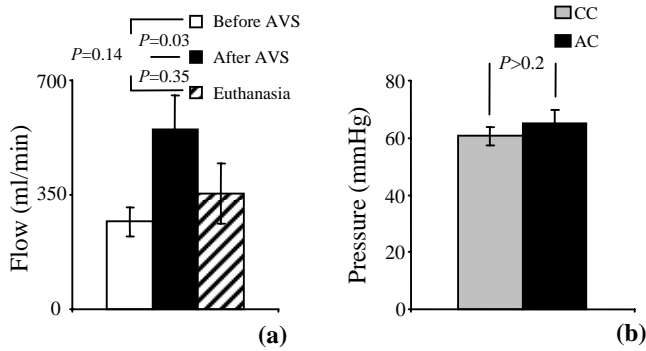 Before AVS
P=0.03
P=0.14
After AVS
P=0.35
Euthanasia
700
350
0
Flow (ml/min)
(a)
CC
AC
P>0.2
80
60
40
20
0
Pressure (mmHg)
(b)